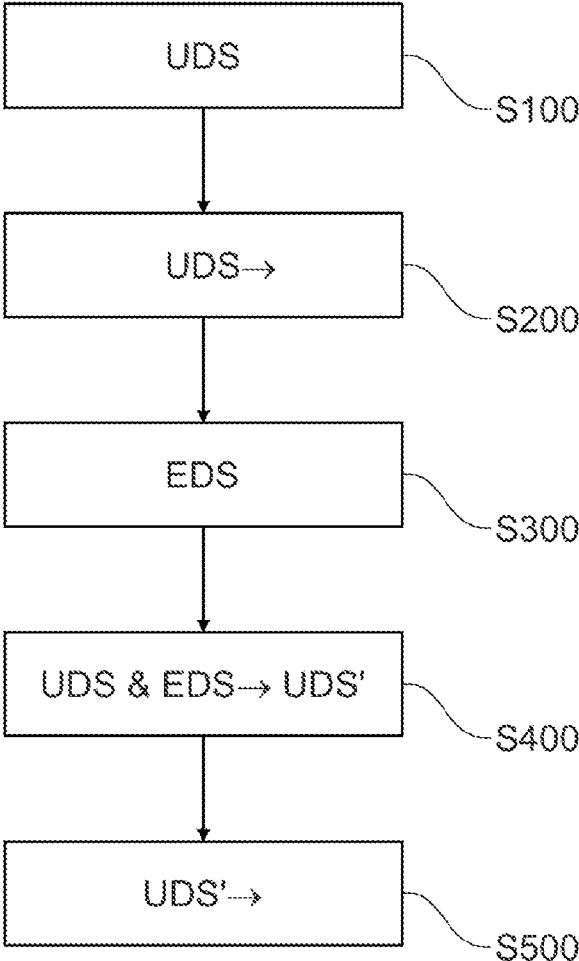 UDS
S100
UDS→
S200
EDS
S300
UDS & EDS→ UDS'
S400
UDS'→
S500